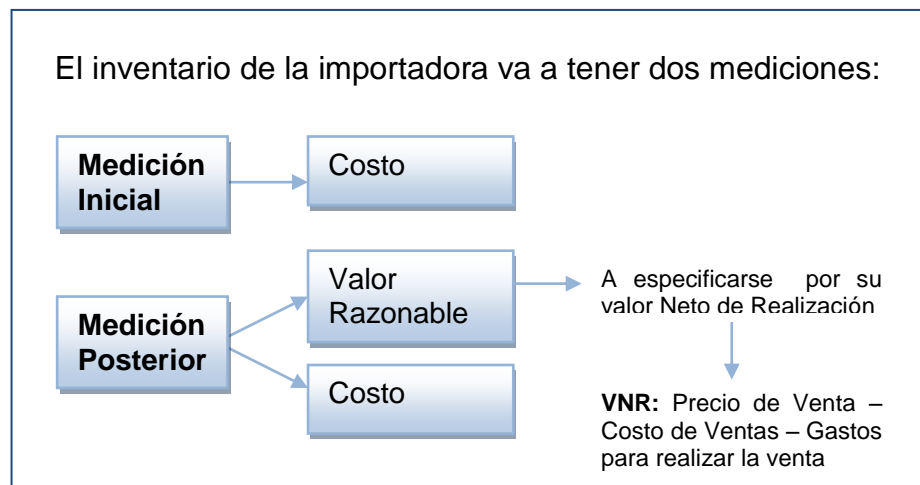 El inventario de la importadora va a tener dos mediciones:
Medición
Inicial
Costo
Medición
Posterior
Valor
Razonable
A especificarse por su
valor Neto de Realización
Costo
VNR: Precio de Venta –
Costo de Ventas – Gastos
para realizar la venta